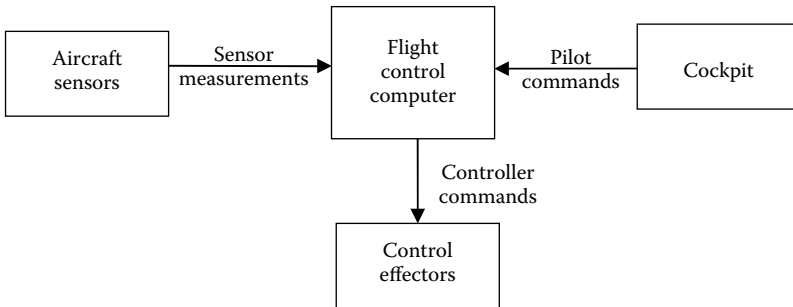 Aircraft
sensors
Sensor
measurements
Flight
control
computer
Pilot
commands
Cockpit
Controller
commands
Control
effectors